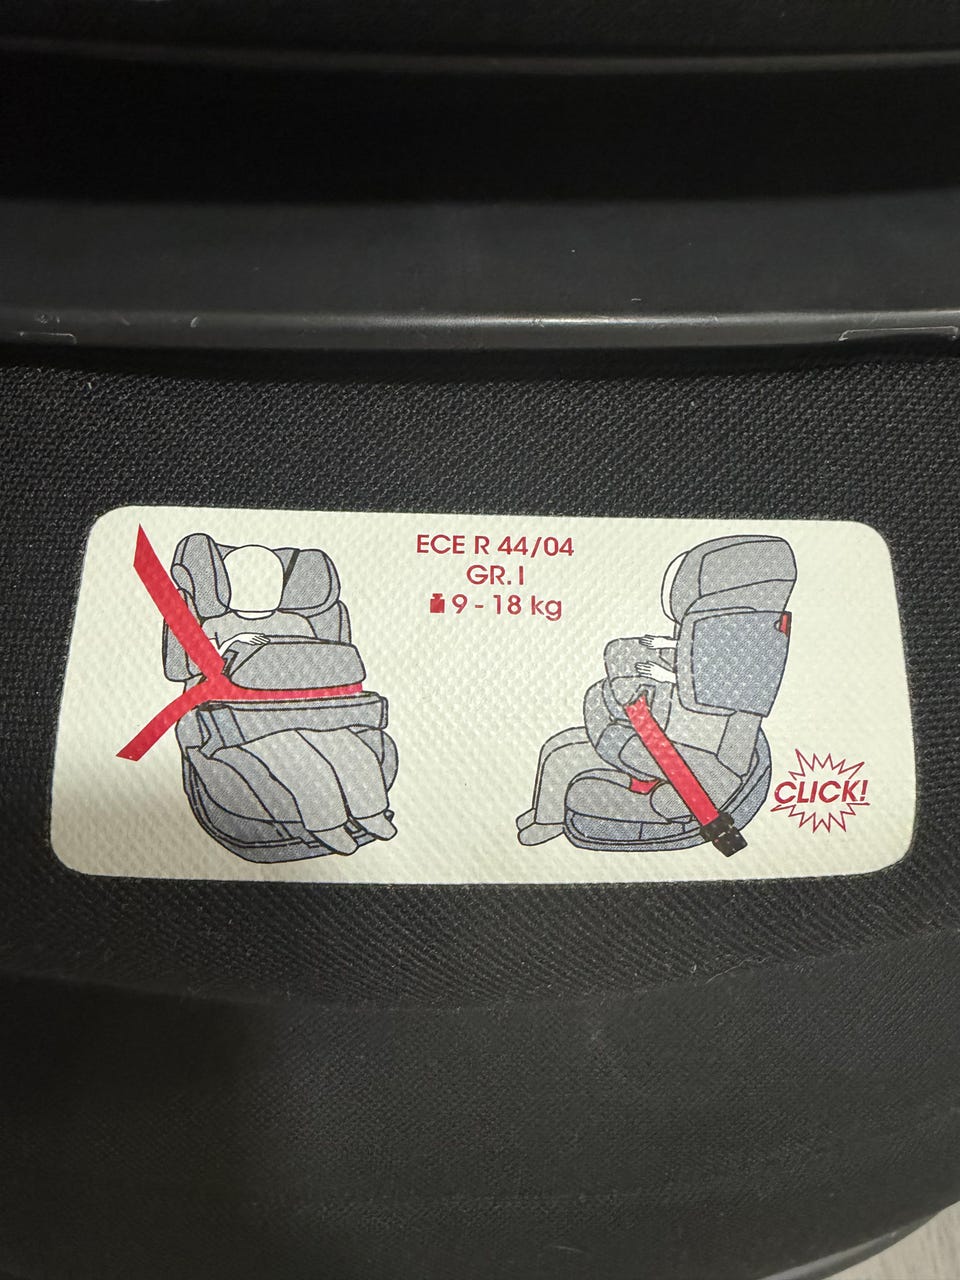 ECE R 44/04
GR. I
9 - 18 kg
CLICK!